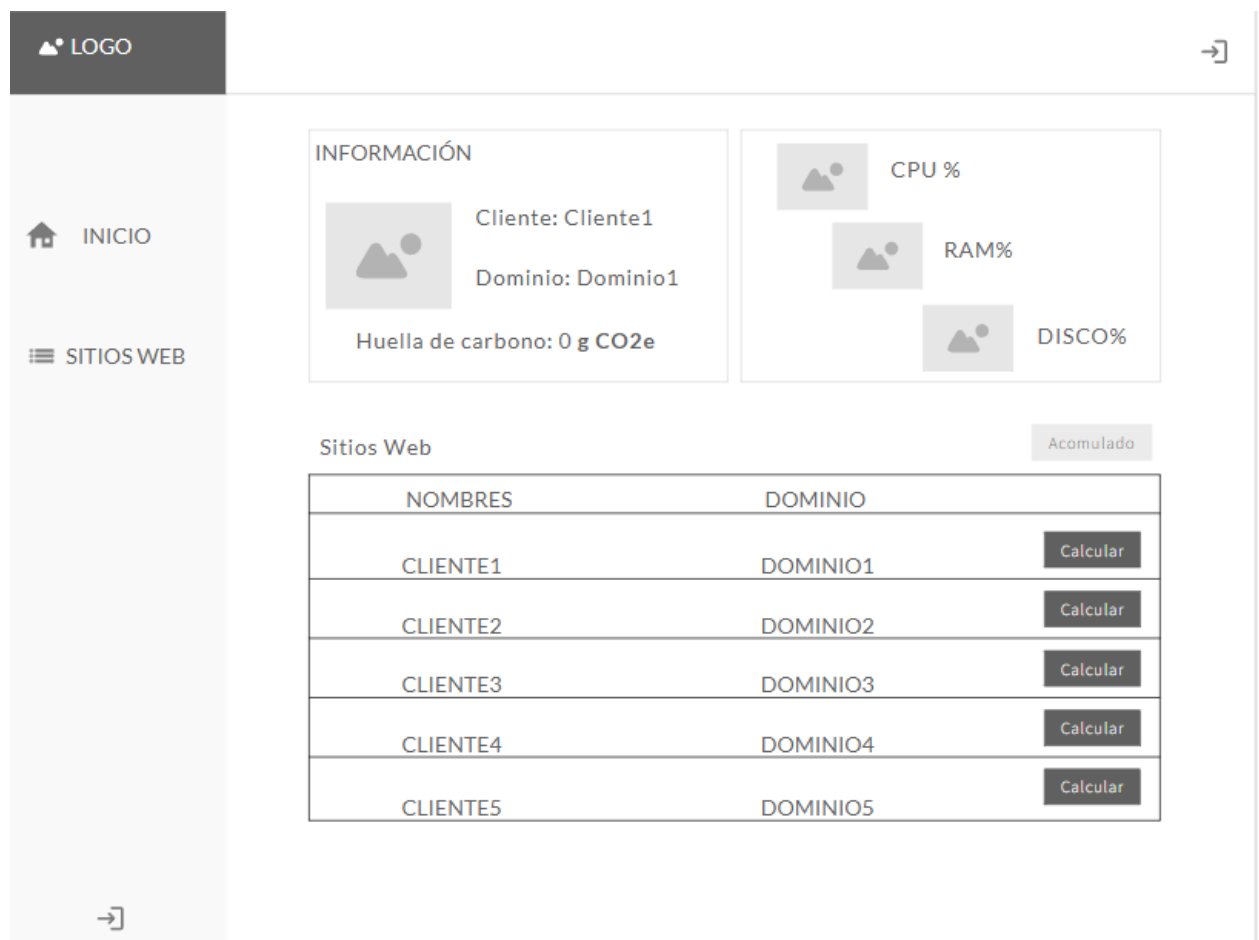 LOGO
INICIO
SITIOS WEB
INFORMACIÓN
Cliente: Cliente1
Dominio: Dominio1
Huella de carbono: 0 g CO2e
CPU %
RAM%
DISCO%
Sitios Web
Acumulado
NOMBRES DOMINIO
CLIENTE1 DOMINIO1 Calcular
CLIENTE2 DOMINIO2 Calcular
CLIENTE3 DOMINIO3 Calcular
CLIENTE4 DOMINIO4 Calcular
CLIENTE5 DOMINIO5 Calcular